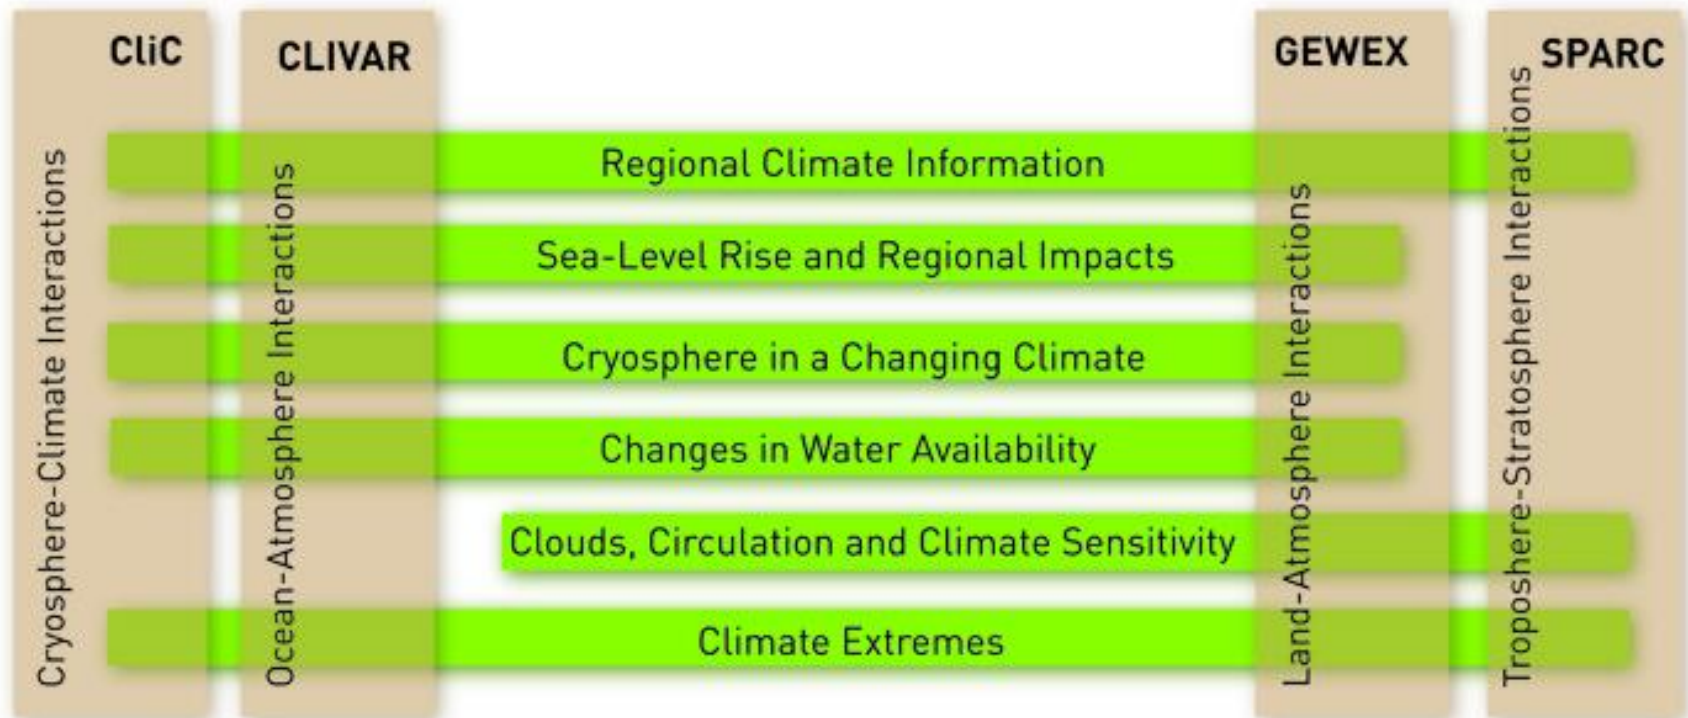 CliC
CLIVAR
GEWEX
SPARC
Cryosphere-Climate Interactions
Ocean-Atmosphere Interactions
Land-Atmosphere Interactions
Troposhere-Stratosphere Interactions
Regional Climate Information
Sea-Level Rise and Regional Impacts
Cryosphere in a Changing Climate
Changes in Water Availability
Clouds, Circulation and Climate Sensitivity
Climate Extremes